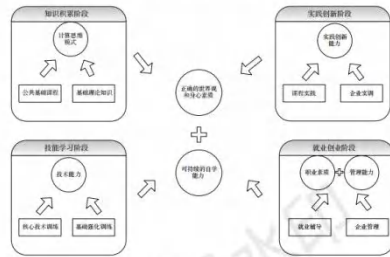 知识积累阶段
计算思维
模式
公共基础课程
基础理论知识
实践创新阶段
实践创新
能力
课程实践
企业实训
正确的世界观
和身心素质
可持续的自学
能力
技能学习阶段
技术能力
核心技术训练
基础强化训练
就业创业阶段
职业素质
管理能力
就业辅导
企业管理